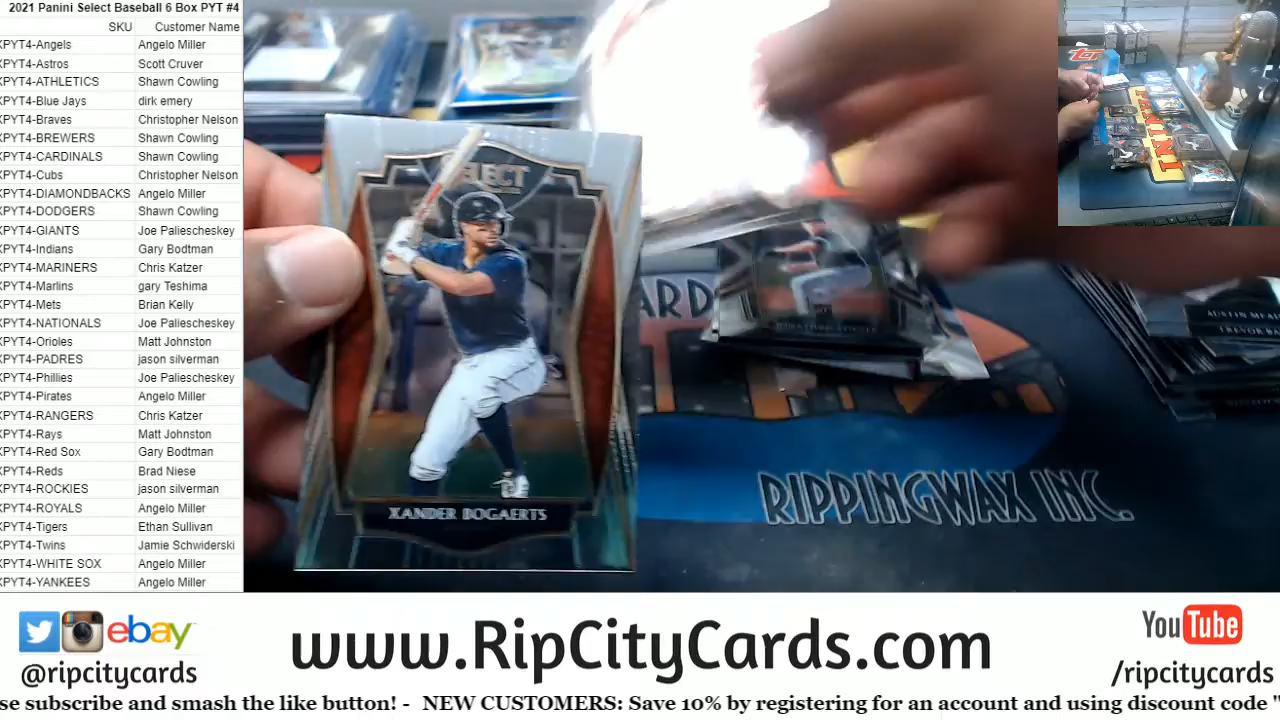 2021 Panini Select Baseball 6 Box PYT #4
SKU Customer Name
XPYT4-Angels Angelo Miller
XPYT4-Astros Scott Cruver
XPYT4-ATHLETICS Shawn Cowling
XPYT4-Blue Jays dirk emery
XPYT4-Braves Christopher Nelson
XPYT4-BREWERS Shawn Cowling
XPYT4-CARDINALS Shawn Cowling
XPYT4-Cubs Christopher Nelson
XPYT4-DIAMONDBACKS Angelo Miller
XPYT4-DODGERS Shawn Cowling
XPYT4-GIANTS Joe Paliescheskey
XPYT4-Indians Gary Bodtman
XPYT4-MARINERS Chris Katzer
XPYT4-Marlins gary Teshima
XPYT4-Mets Brian Kelly
XPYT4-NATIONALS Joe Paliescheskey
XPYT4-Orioles Matt Johnston
XPYT4-PADRES jason silverman
XPYT4-Phillies Joe Paliescheskey
XPYT4-Pirates Angelo Miller
XPYT4-RANGERS Chris Katzer
XPYT4-Rays Matt Johnston
XPYT4-Red Sox Gary Bodtman
XPYT4-Reds Brad Niese
XPYT4-ROCKIES jason silverman
XPYT4-ROYALS Angelo Miller
XPYT4-Tigers Ethan Sullivan
XPYT4-Twins Jamie Schwiderski
XPYT4-WHITE SOX Angelo Miller
XPYT4-YANKEES Angelo Miller
SELECT
XANDER BOGAERTS
ARD
RIPPINGWAX INC.
AUSTIN MEA
TREVOR BA
PANINI
ebay
@ripcitycards
www.RipCityCards.com
YouTube
/ripcitycards
se subscribe and smash the like button! - NEW CUSTOMERS: Save 10% by registering for an account and using discount code "